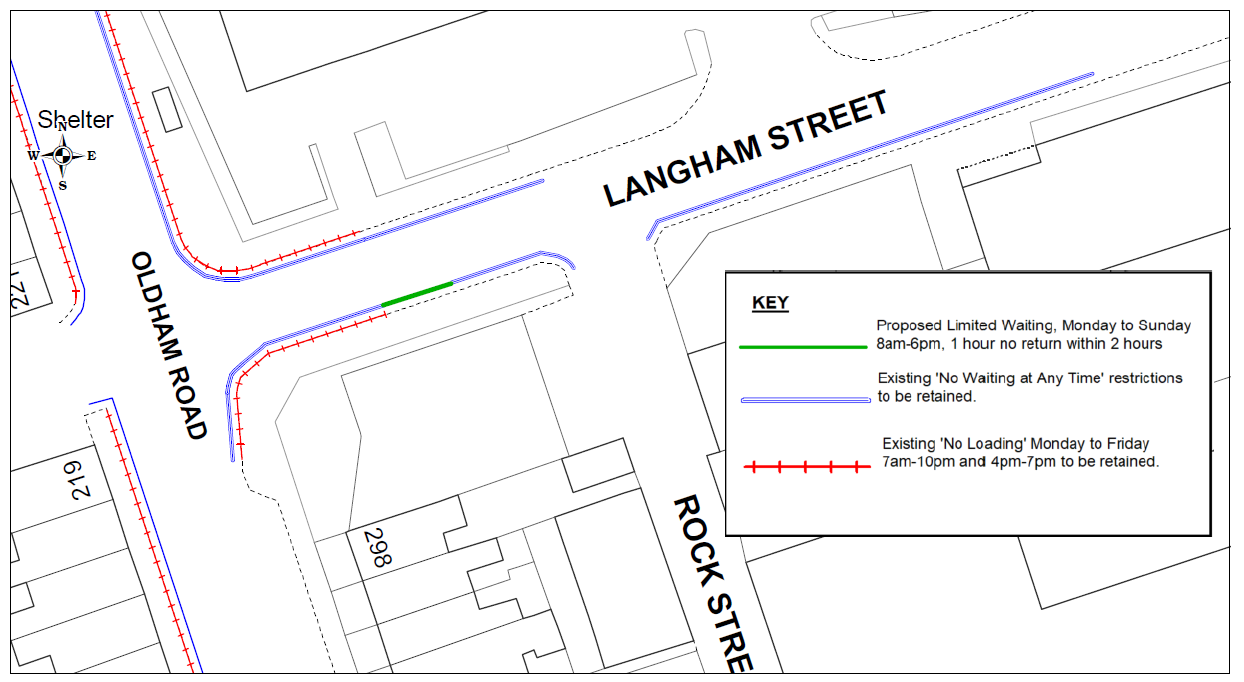 Shelter
N
W E
S
LANGHAM STREET
OLDHAM ROAD
221
219
298
ROCK STRE
KEY
Proposed Limited Waiting, Monday to Sunday
8am-6pm, 1 hour no return within 2 hours
Existing 'No Waiting at Any Time' restrictions
to be retained.
Existing 'No Loading' Monday to Friday
7am-10pm and 4pm-7pm to be retained.